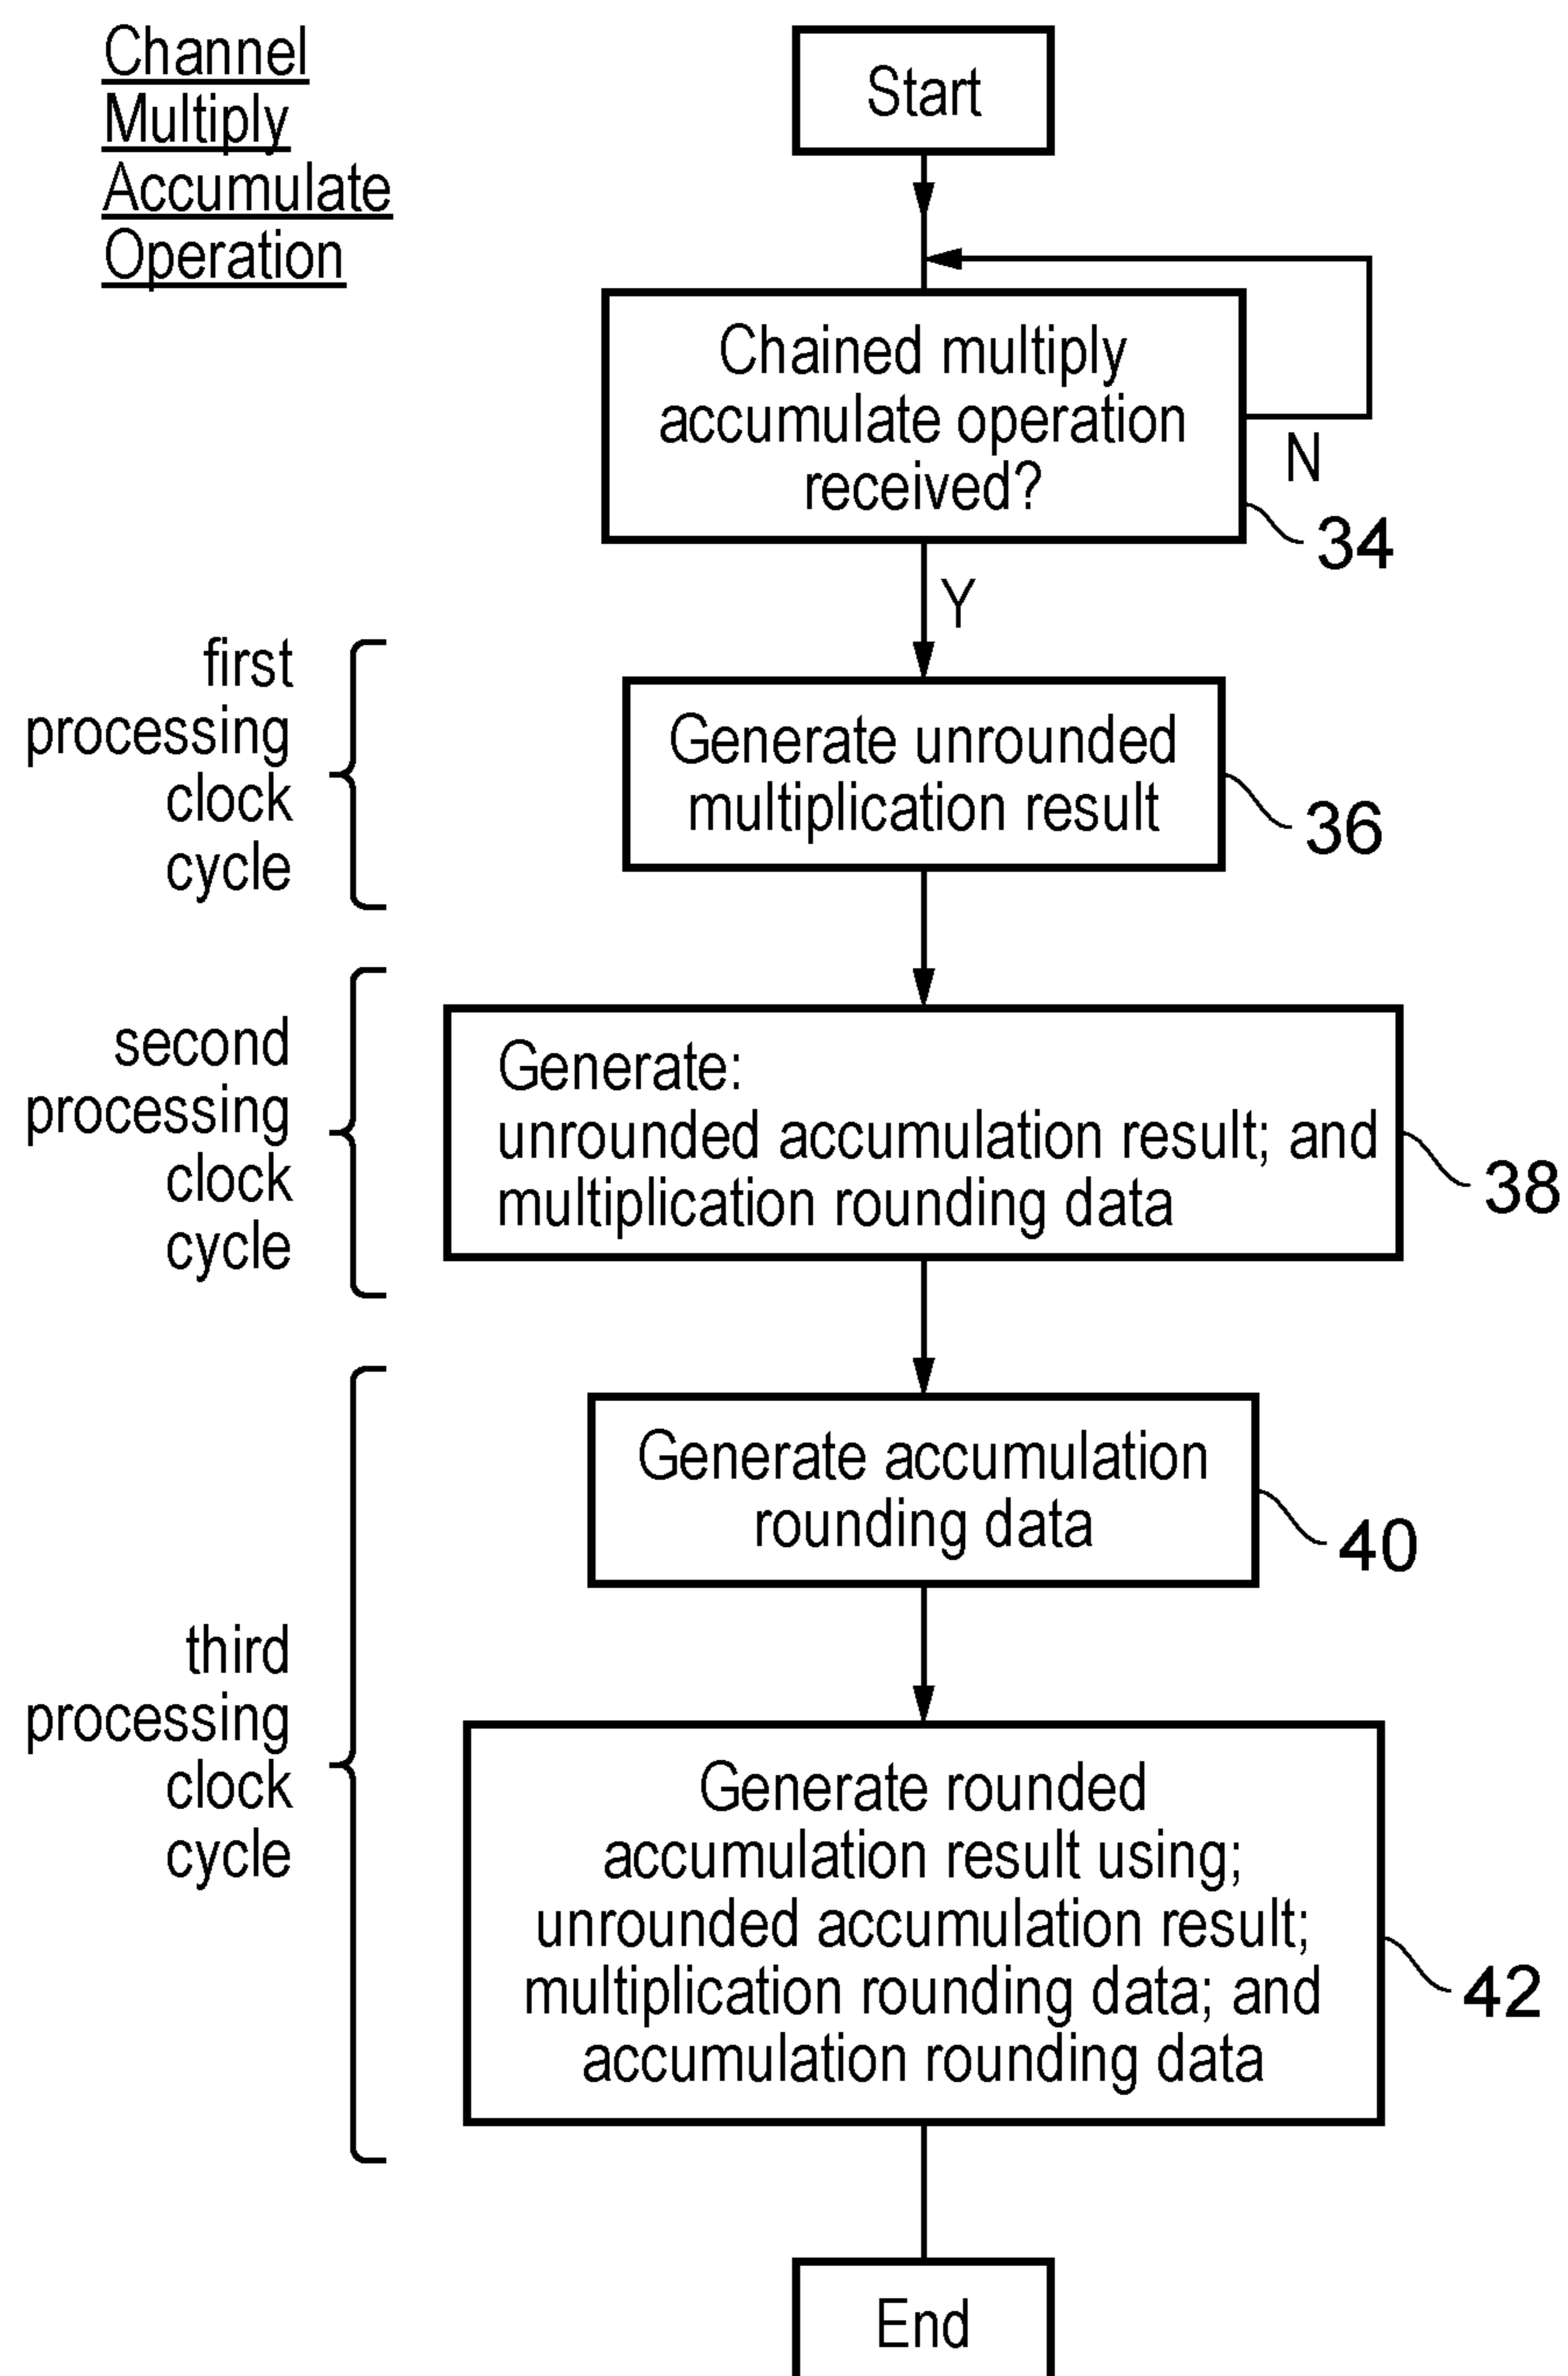 Channel
Multiply
Accumulate
Operation
Start
Chained multiply
accumulate operation
received?
N
34
Y
first
processing
clock
cycle
Generate unrounded
multiplication result
36
second
processing
clock
cycle
Generate:
unrounded accumulation result; and
multiplication rounding data
38
third
processing
clock
cycle
Generate accumulation
rounding data
40
Generate rounded
accumulation result using;
unrounded accumulation result;
multiplication rounding data; and
accumulation rounding data
42
End